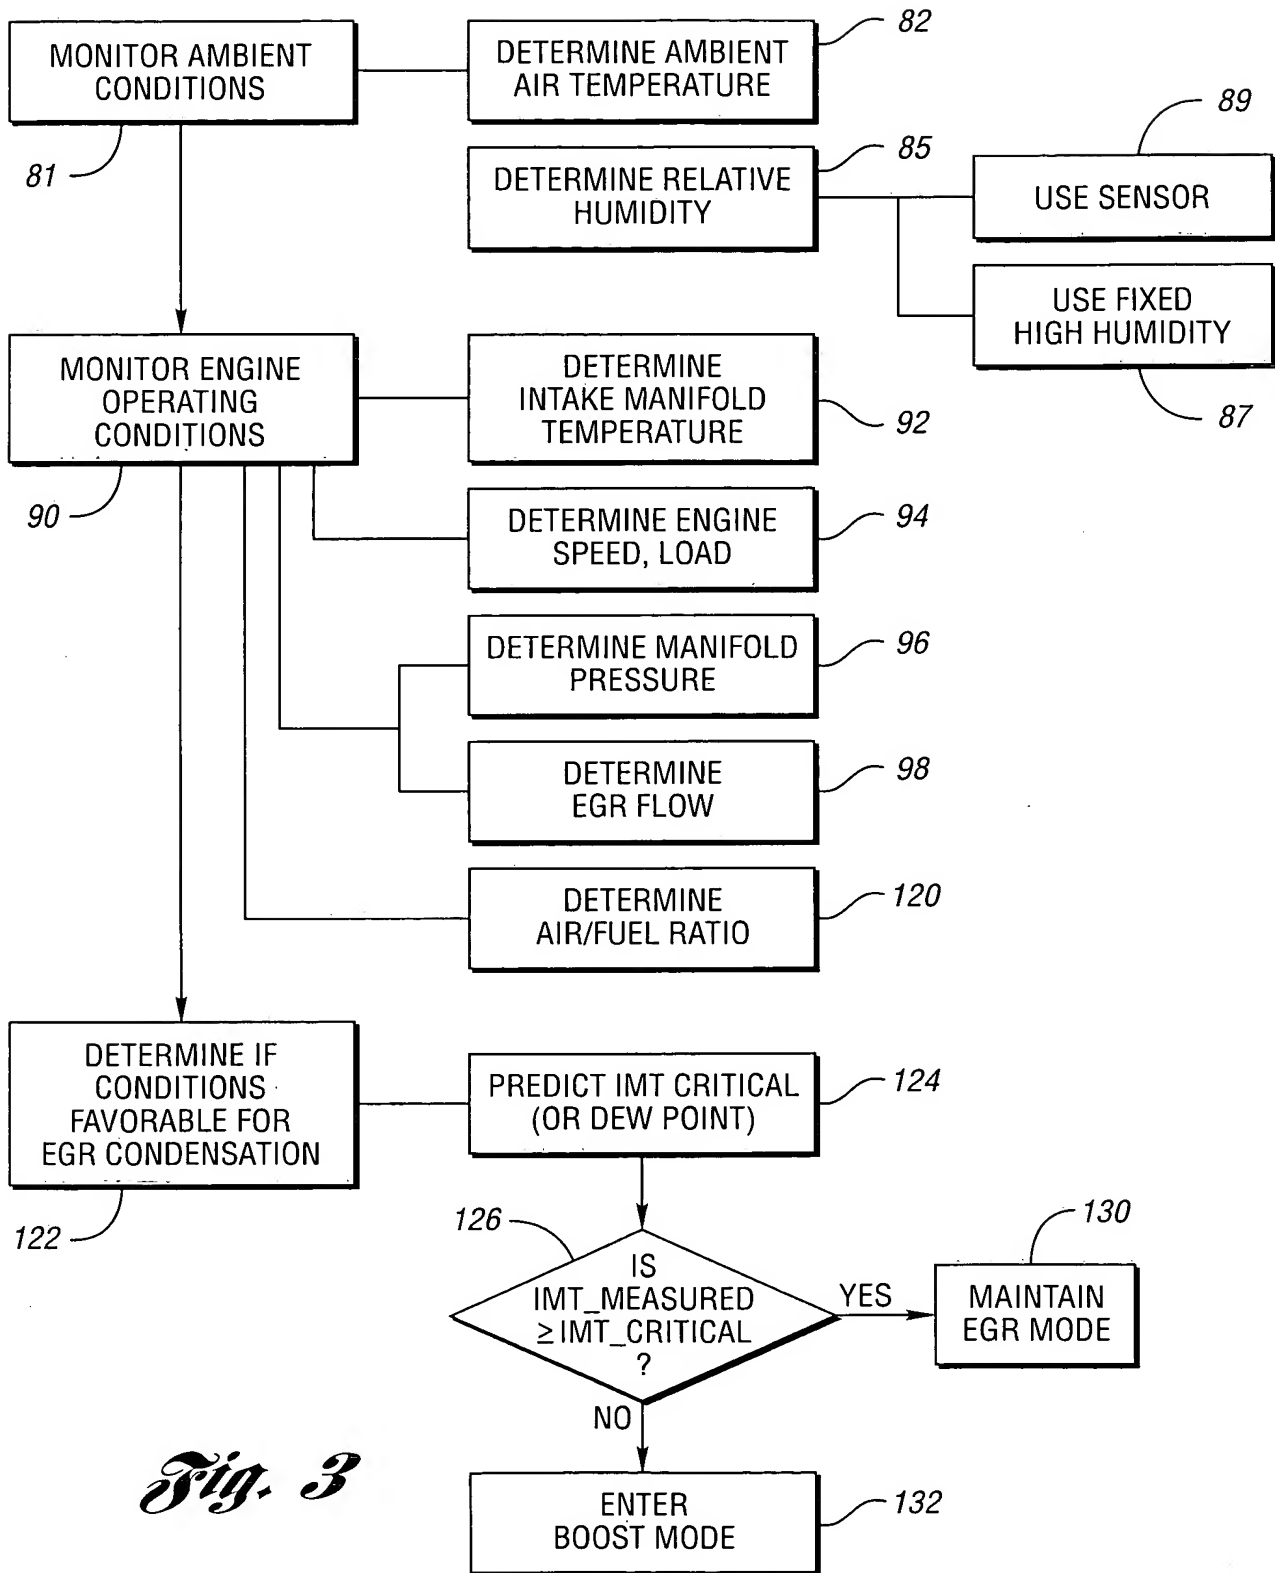 MONITOR AMBIENT
CONDITIONS
81
DETERMINE AMBIENT
AIR TEMPERATURE
82
DETERMINE RELATIVE
HUMIDITY
85
USE SENSOR
89
USE FIXED
HIGH HUMIDITY
87
MONITOR ENGINE
OPERATING
CONDITIONS
90
DETERMINE
INTAKE MANIFOLD
TEMPERATURE
92
DETERMINE ENGINE
SPEED, LOAD
94
DETERMINE MANIFOLD
PRESSURE
96
DETERMINE
EGR FLOW
98
DETERMINE
AIR/FUEL RATIO
120
DETERMINE IF
CONDITIONS
FAVORABLE FOR
EGR CONDENSATION
122
PREDICT IMT CRITICAL
(OR DEW POINT)
124
126
IS
IMT_MEASURED
≥ IMT_CRITICAL
?
YES
MAINTAIN
EGR MODE
130
NO
ENTER
BOOST MODE
132
Fig. 3